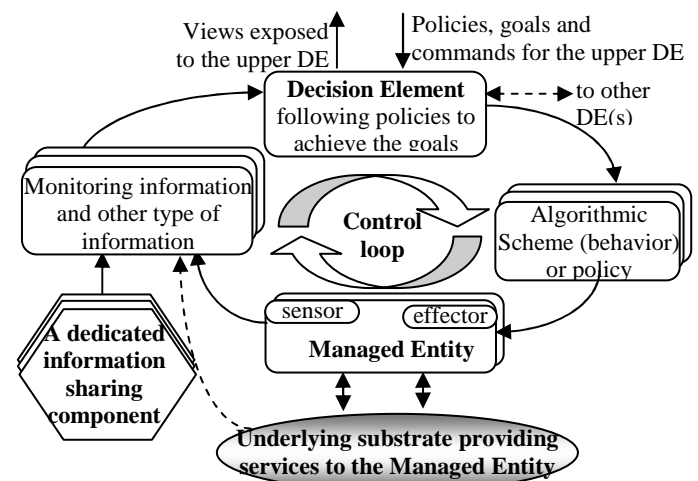 Views exposed
to the upper DE
Policies, goals and
commands for the upper DE
Decision Element
following policies to
achieve the goals
to other
DE(s)
Monitoring information
and other type of
information
Control
loop
Algorithmic
Scheme (behavior)
or policy
sensor
effector
Managed Entity
A dedicated
information
sharing
component
Underlying substrate providing
services to the Managed Entity